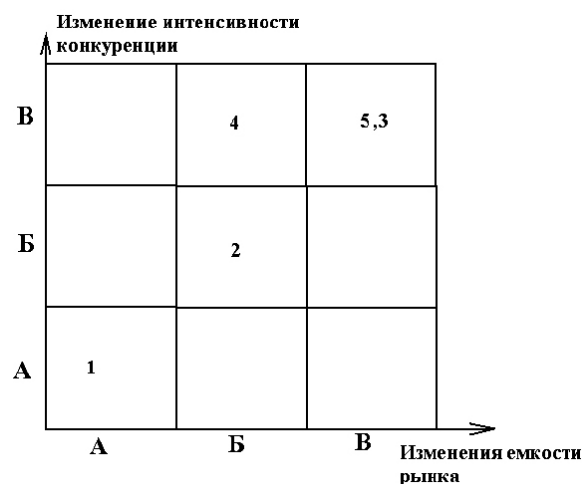 Изменение интенсивности
конкуренции
В
4
5,3
Б
2
А
1
А
Б
В
Изменения емкости
рынка